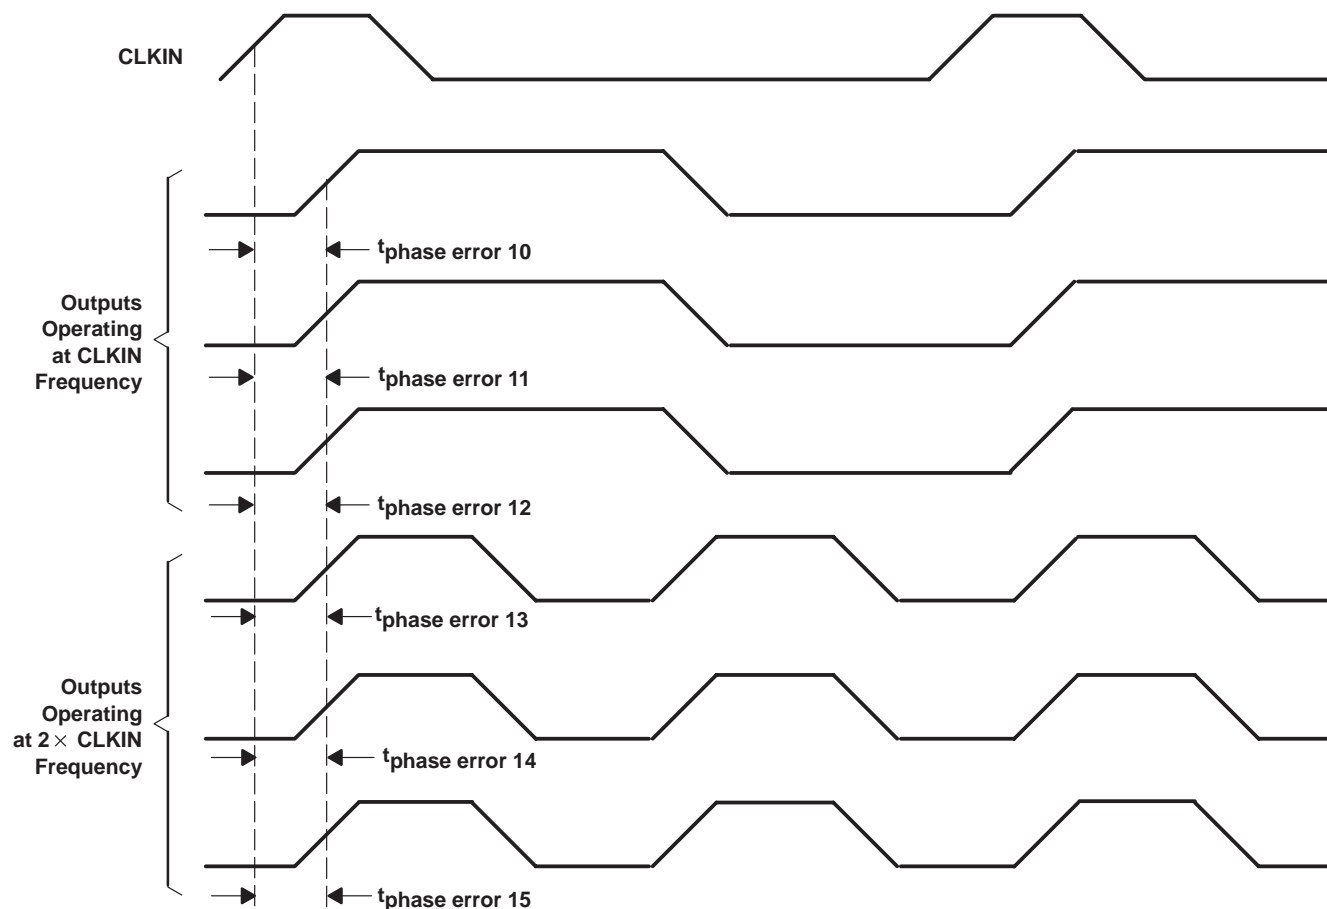 CLKIN
tphase error 10
Outputs
Operating
at CLKIN
Frequency
tphase error 11
tphase error 12
tphase error 13
Outputs
Operating
at 2 × CLKIN
Frequency
tphase error 14
tphase error 15